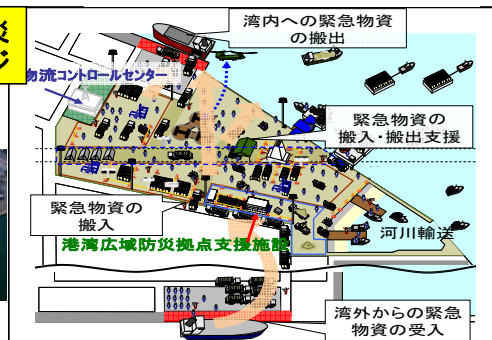 災
ジ
湾内への緊急物資
の搬出
物流コントロールセンター
緊急物資の
搬入・搬出支援
緊急物資の
搬入
河川輸送
港湾広域防災拠点支援施設
湾外からの緊急
物資の受入